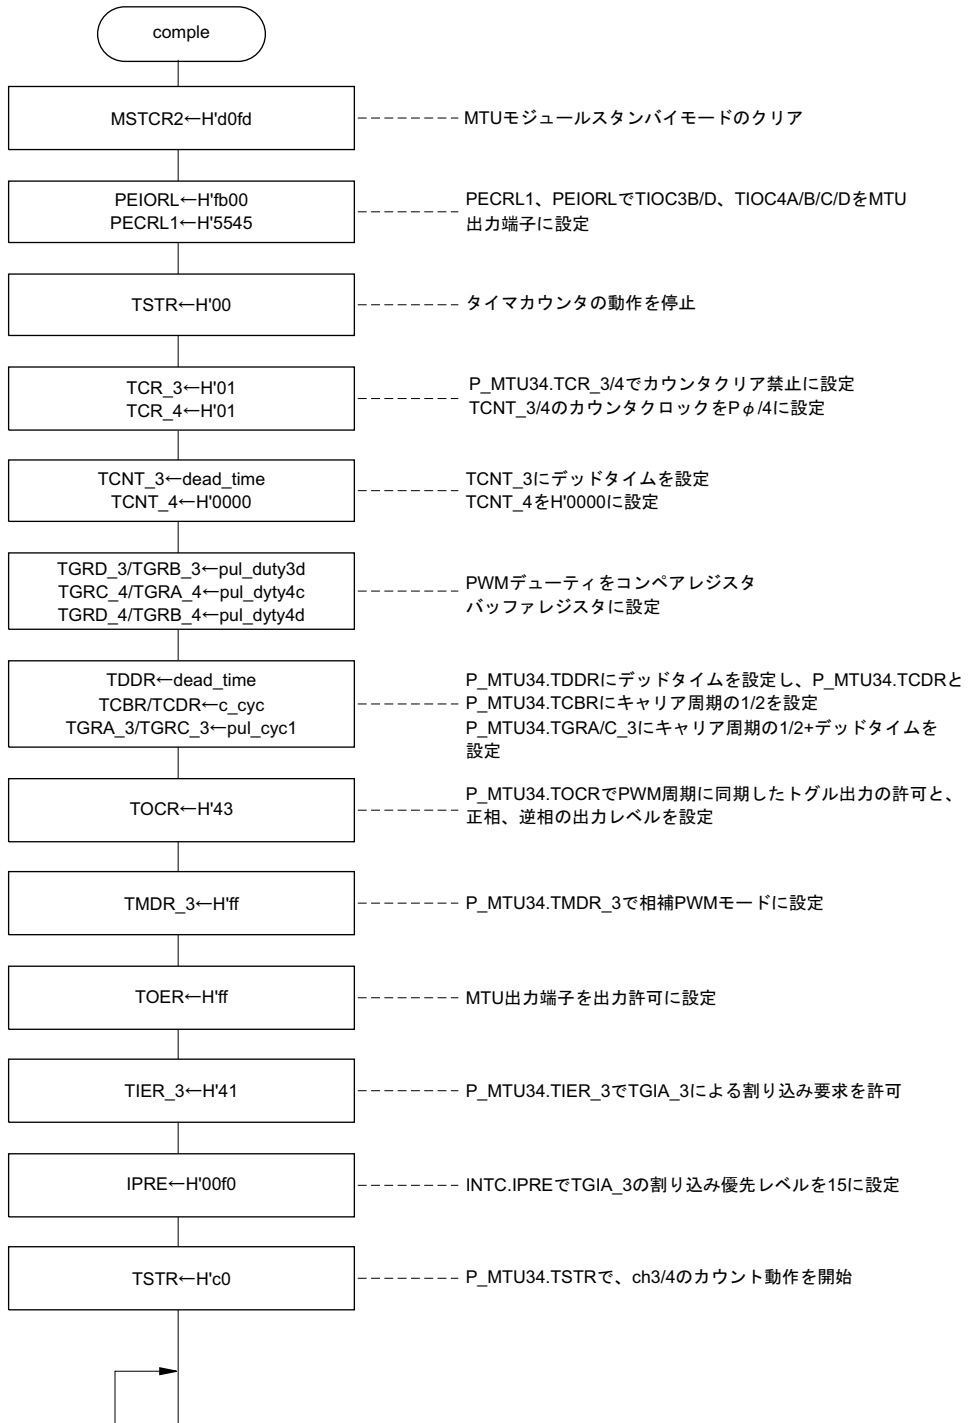 comple
MSTCR2←H'd0fd
MTUモジュールスタンバイモードのクリア
PEIORL←H'fb00
PECRL1←H'5545
PECRL1、PEIORLでTIOC3B/D、TIOC4A/B/C/DをMTU
出力端子に設定
TSTR←H'00
タイマカウンタの動作を停止
TCR_3←H'01
TCR_4←H'01
P_MTU34.TCR_3/4でカウンタクリア禁止に設定
TCNT_3/4のカウンタクロックをPφ/4に設定
TCNT_3←dead_time
TCNT_4←H'0000
TCNT_3にデッドタイムを設定
TCNT_4をH'0000に設定
TGRD_3/TGRB_3←pul_duty3d
TGRC_4/TGRA_4←pul_dyty4c
TGRD_4/TGRB_4←pul_dyty4d
PWMデューティをコンペアレジスタ
バッファレジスタに設定
TDDR←dead_time
TCBR/TCDR←c_cyc
TGRA_3/TGRC_3←pul_cyc1
P_MTU34.TDDRにデッドタイムを設定し、P_MTU34.TCDRと
P_MTU34.TCBRにキャリア周期の1/2を設定
P_MTU34.TGRA/C_3にキャリア周期の1/2+デッドタイムを
設定
TOCR←H'43
P_MTU34.TOCRでPWM周期に同期したトグル出力の許可と、
正相、逆相の出力レベルを設定
TMDR_3←H'ff
P_MTU34.TMDR_3で相補PWMモードに設定
TOER←H'ff
MTU出力端子を出力許可に設定
TIER_3←H'41
P_MTU34.TIER_3でTGIA_3による割り込み要求を許可
IPRE←H'00f0
INTC.IPREでTGIA_3の割り込み優先レベルを15に設定
TSTR←H'c0
P_MTU34.TSTRで、ch3/4のカウント動作を開始